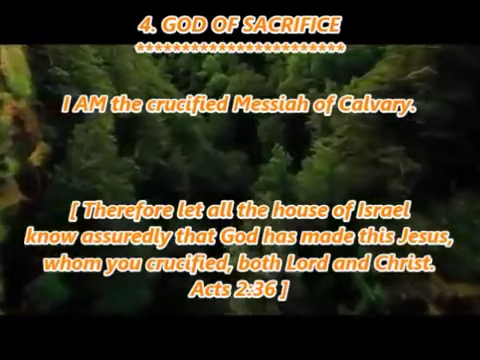 4. GOD OF SACRIFICE
***********************
I AM the crucified Messiah of Calvary.
[ Therefore let all the house of Israel
know assuredly that God has made this Jesus,
whom you crucified, both Lord and Christ.
Acts 2:36 ]